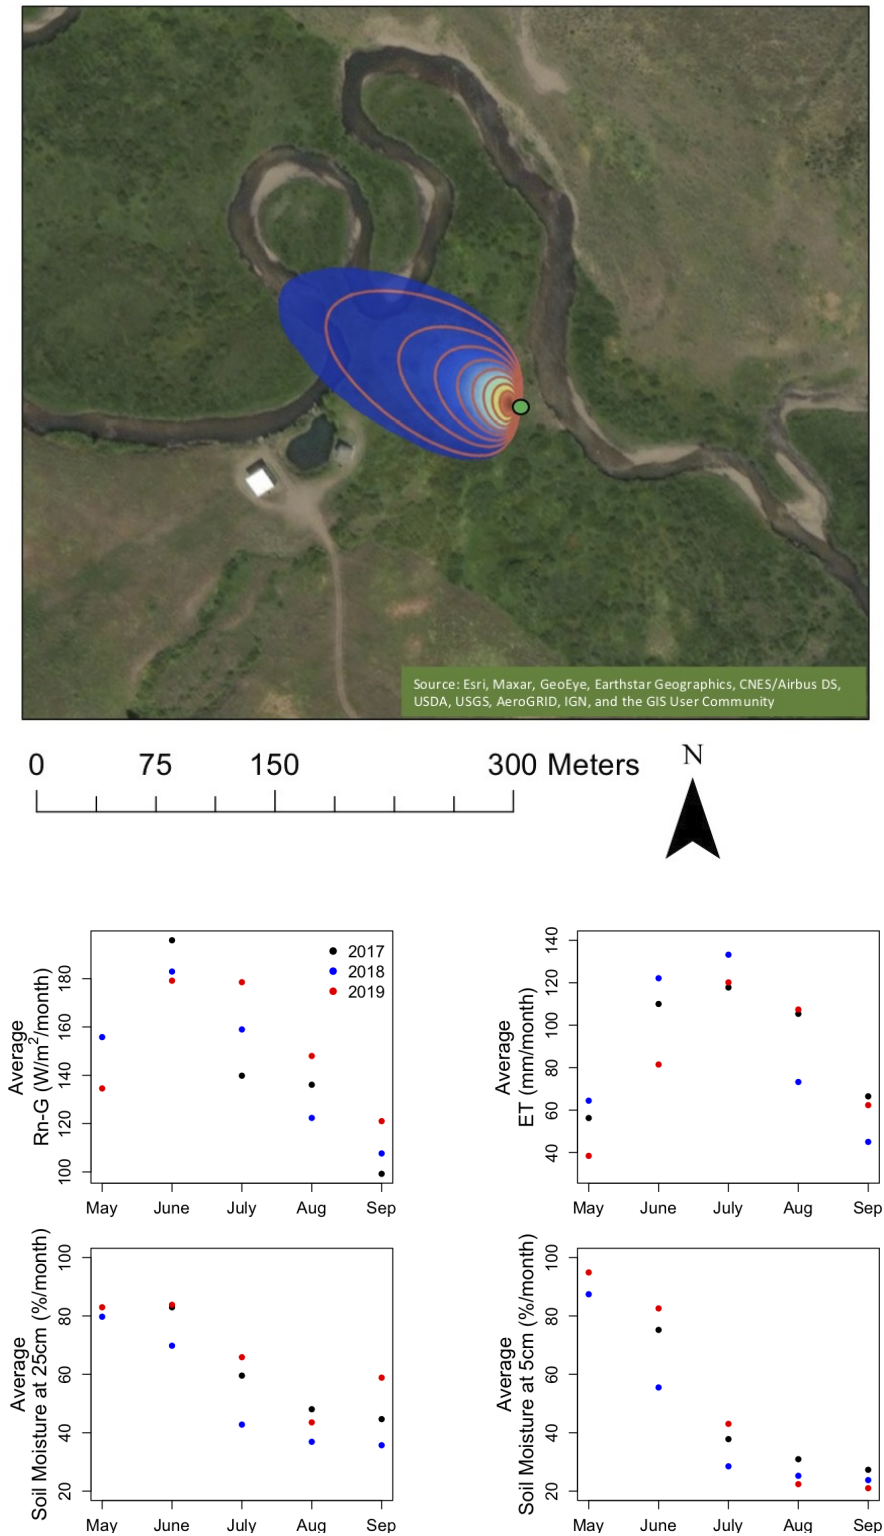 Source: Esri, Maxar, GeoEye, Earthstar Geographics, CNES/Airbus DS,
USDA, USGS, AeroGRID, IGN, and the GIS User Community
0 75 150 300 Meters
N
Average
Rn-G (W/m²/month)
180
160
140
120
100
2017
2018
2019
May June July Aug Sep
Average
ET (mm/month)
140
120
100
80
60
40
May June July Aug Sep
Average
Soil Moisture at 25cm (%/month)
100
80
60
40
20
May June July Aug Sep
Average
Soil Moisture at 5cm (%/month)
100
80
60
40
20
May June July Aug Sep